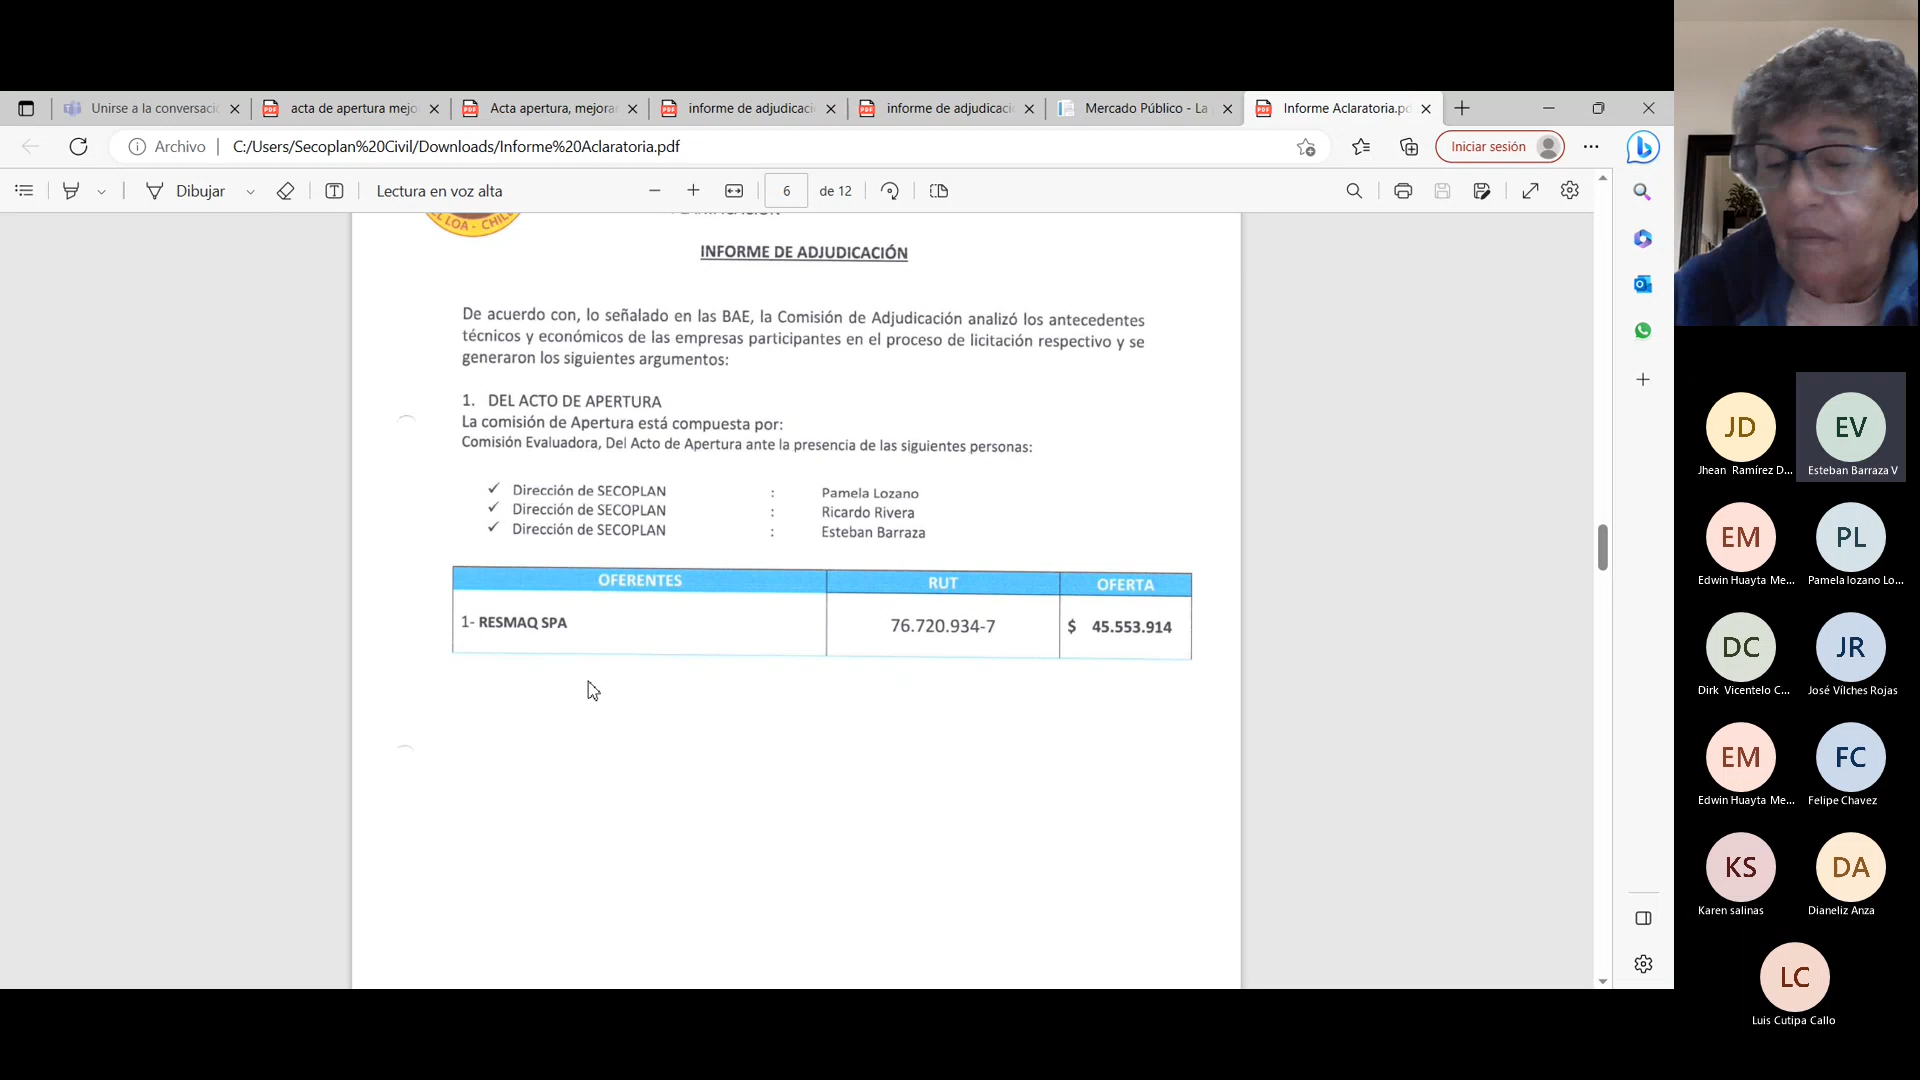 Unirse a la conversaci
acta de apertura mejo
Acta apertura, mejora
informe de adjudicaci
informe de adjudicaci
Mercado Público - La
Informe Aclaratoria.pd
Archivo
C:/Users/Secoplan%20Civil/Downloads/Informe%20Aclaratoria.pdf
Iniciar sesión
Dibujar
Lectura en voz alta
6
de 12
L LOA - CHIL
INFORME DE ADJUDICACIÓN
De acuerdo con, lo señalado en las BAE, la Comisión de Adjudicación analizó los antecedentes
técnicos y económicos de las empresas participantes en el proceso de licitación respectivo y se
generaron los siguientes argumentos:
1. DEL ACTO DE APERTURA
La comisión de Apertura está compuesta por:
Comisión Evaluadora, Del Acto de Apertura ante la presencia de las siguientes personas:
✓ Dirección de SECOPLAN : Pamela Lozano
✓ Dirección de SECOPLAN : Ricardo Rivera
✓ Dirección de SECOPLAN : Esteban Barraza
OFERENTES RUT OFERTA
1- RESMAQ SPA 76.720.934-7 $ 45.553.914
JD
Jhean Ramírez D...
EV
Esteban Barraza V
EM
Edwin Huayta Me...
PL
Pamela lozano Lo...
DC
Dirk Vicentelo C...
JR
José Vílches Rojas
EM
Edwin Huayta Me...
FC
Felipe Chavez
KS
Karen salinas
DA
Dianeliz Anza
LC
Luis Cutipa Callo